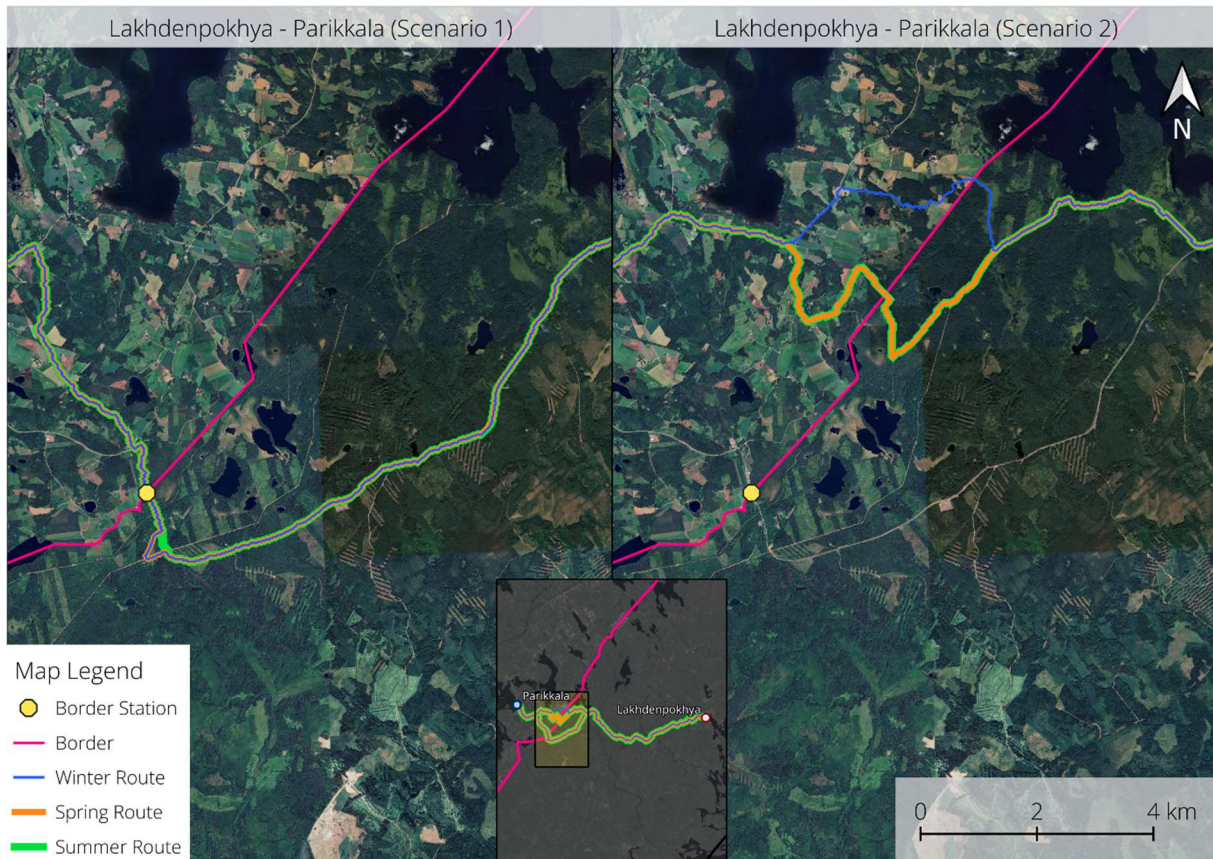 Lakhdenpokhya - Parikkala (Scenario 1)
Lakhdenpokhya - Parikkala (Scenario 2)
N
Parikkala
Lakhdenpokhya
Map Legend
Border Station
Border
Winter Route
Spring Route
Summer Route
0 2 4 km